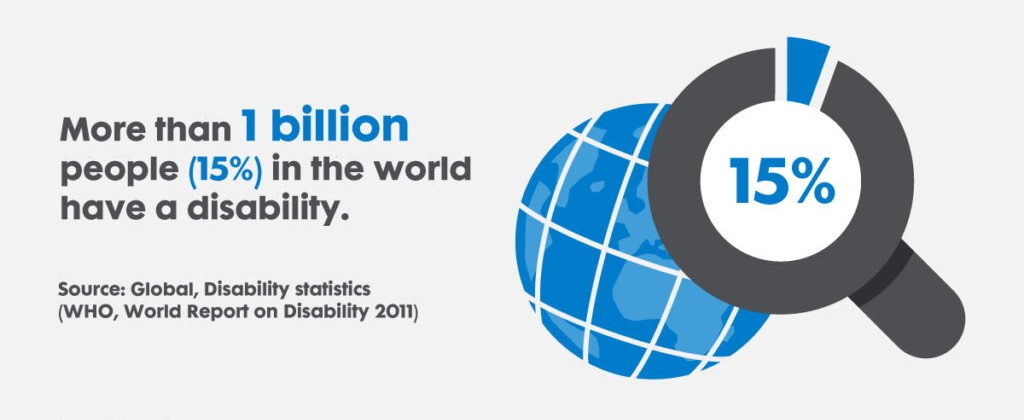 More than 1 billion
people (15%) in the world
have a disability.
Source: Global, Disability statistics
(WHO, World Report on Disability 2011)
15%